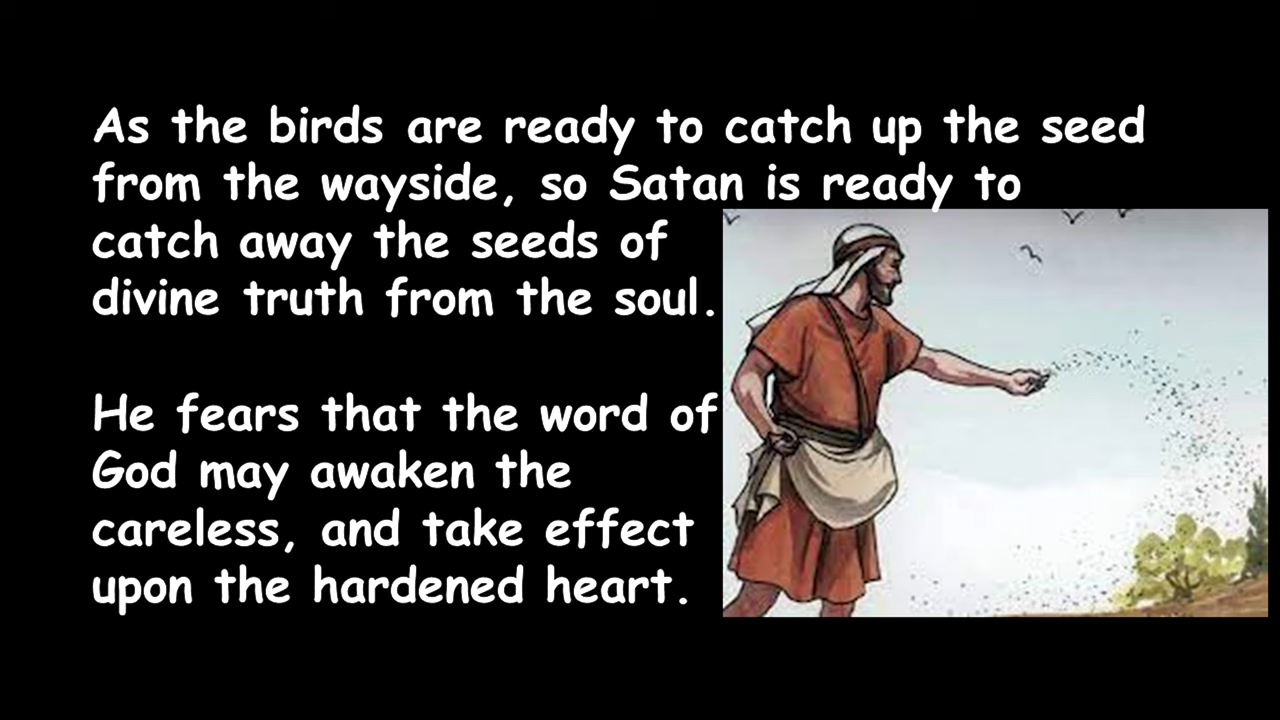 As the birds are ready to catch up the seed
from the wayside, so Satan is ready to
catch away the seeds of
divine truth from the soul.
He fears that the word of
God may awaken the
careless, and take effect
upon the hardened heart.